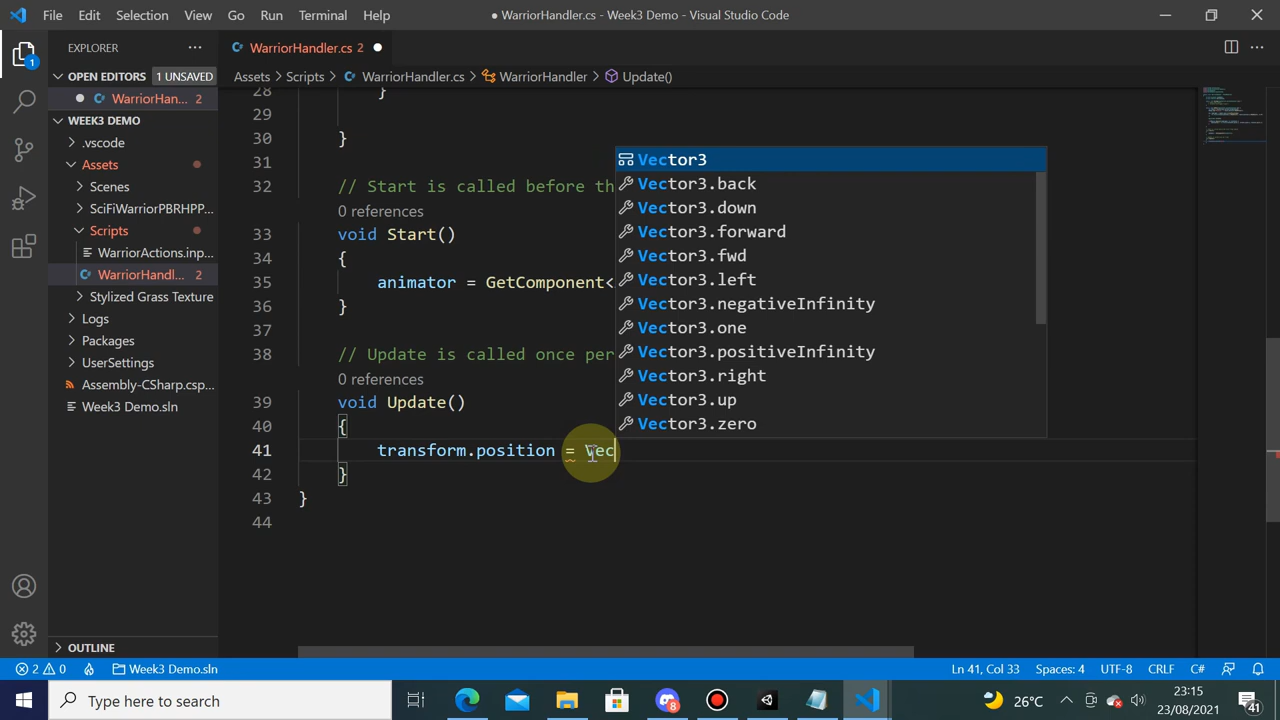 File Edit Selection View Go Run Terminal Help
● WarriorHandler.cs - Week3 Demo - Visual Studio Code
EXPLORER
WarriorHandler.cs 2
OPEN EDITORS 1 UNSAVED
Assets > Scripts > WarriorHandler.cs > WarriorHandler > Update()
WarriorHan... 2
WEEK3 DEMO
.vscode
Assets
Scenes
SciFiWarriorPBRHPP...
Scripts
WarriorActions.inp...
WarriorHandl... 2
Stylized Grass Texture
Logs
Packages
UserSettings
Assembly-CSharp.csp...
Week3 Demo.sln
OUTLINE
28 }
29
30 }
31
32 // Start is called before th
0 references
33 void Start()
34 {
35 animator = GetComponent<
36 }
37
38 // Update is called once per
0 references
39 void Update()
40 {
41 transform.position = Vec
42 }
43 }
44
Vector3
Vector3.back
Vector3.down
Vector3.forward
Vector3.fwd
Vector3.left
Vector3.negativeInfinity
Vector3.one
Vector3.positiveInfinity
Vector3.right
Vector3.up
Vector3.zero
1
2 0 Week3 Demo.sln
Ln 41, Col 33 Spaces: 4 UTF-8 CRLF C#
Type here to search
8
26°C
23:15
23/08/2021
41